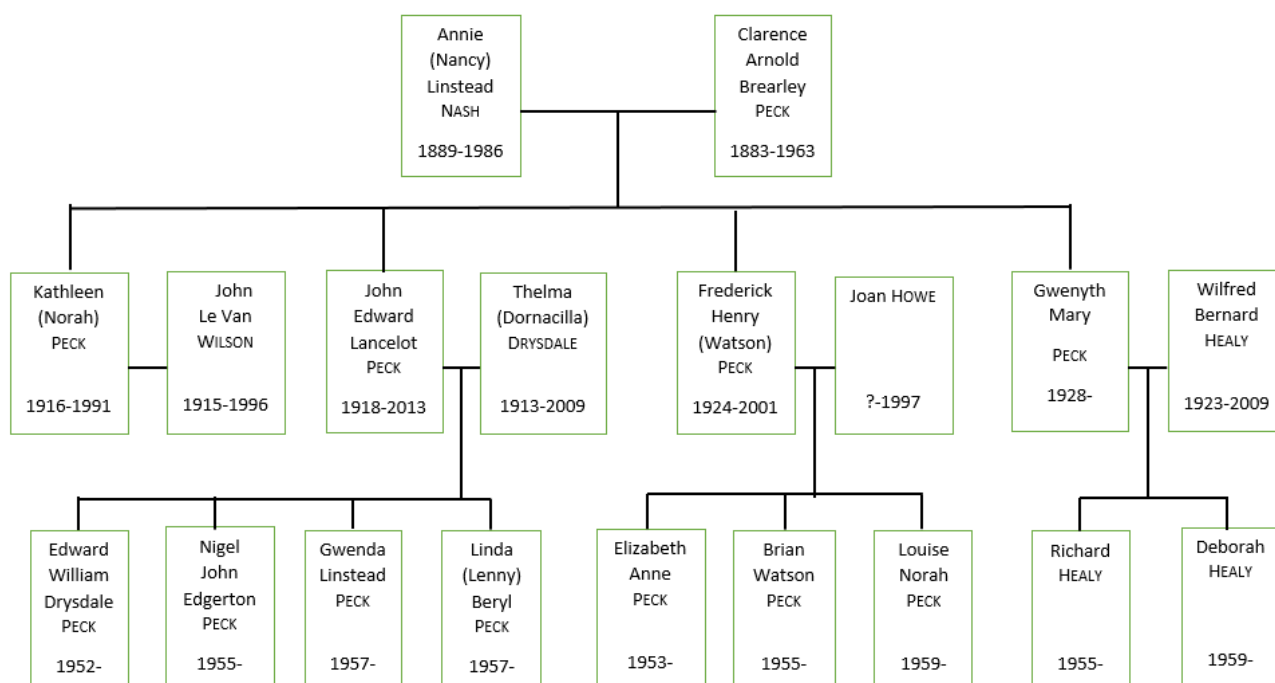 Annie
(Nancy)
Linstead
NASH
1889-1986
Clarence
Arnold
Brearley
PECK
1883-1963
Kathleen
(Norah)
PECK
1916-1991
John
Le Van
WILSON
1915-1996
John
Edward
Lancelot
PECK
1918-2013
Thelma
(Dornacilla)
DRYSDALE
1913-2009
Frederick
Henry
(Watson)
PECK
1924-2001
Joan HOWE
?-1997
Gwenyth
Mary
PECK
1928-
Wilfred
Bernard
HEALY
1923-2009
Edward
William
Drysdale
PECK
1952-
Nigel
John
Edgerton
PECK
1955-
Gwenda
Linstead
PECK
1957-
Linda
(Lenny)
Beryl
PECK
1957-
Elizabeth
Anne
PECK
1953-
Brian
Watson
PECK
1955-
Louise
Norah
PECK
1959-
Richard
HEALY
1955-
Deborah
HEALY
1959-